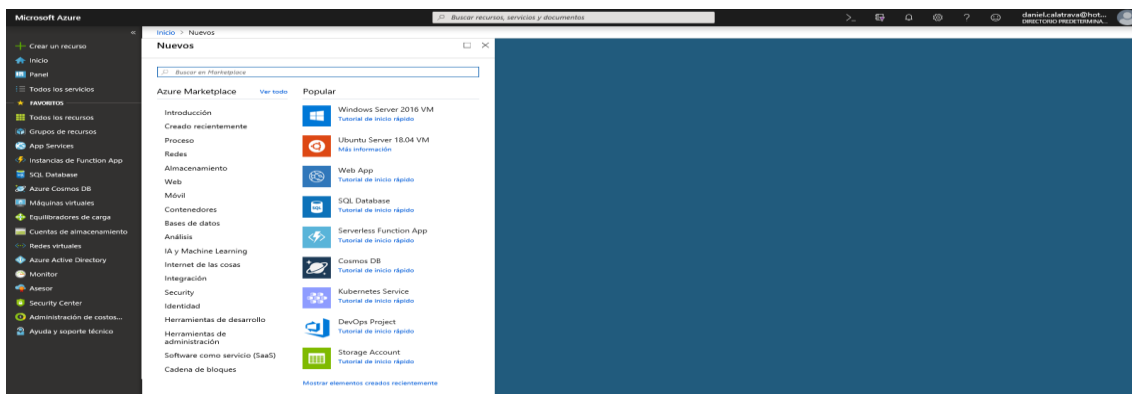 Microsoft Azure
Buscar recursos, servicios y documentos
daniel.calatrava@hot...
DIRECTORIO PREDETERMINA...
Crear un recurso
Inicio
Panel
Todos los servicios
FAVORITOS
Todos los recursos
Grupos de recursos
App Services
Instancias de Function App
SQL Database
Azure Cosmos DB
Máquinas virtuales
Equilibradores de carga
Cuentas de almacenamiento
Redes virtuales
Azure Active Directory
Monitor
Asesor
Security Center
Administración de costos...
Ayuda y soporte técnico
Inicio > Nuevos
Nuevos
Buscar en Marketplace
Azure Marketplace
Ver todo
Introducción
Creado recientemente
Proceso
Redes
Almacenamiento
Web
Móvil
Contenedores
Bases de datos
Análisis
IA y Machine Learning
Internet de las cosas
Integración
Security
Identidad
Herramientas de desarrollo
Herramientas de
administración
Software como servicio (SaaS)
Cadena de bloques
Popular
Windows Server 2016 VM
Tutorial de inicio rápido
Ubuntu Server 18.04 VM
Más información
Web App
Tutorial de inicio rápido
SQL Database
Tutorial de inicio rápido
Serverless Function App
Tutorial de inicio rápido
Cosmos DB
Tutorial de inicio rápido
Kubernetes Service
Tutorial de inicio rápido
DevOps Project
Tutorial de inicio rápido
Storage Account
Tutorial de inicio rápido
Mostrar elementos creados recientemente